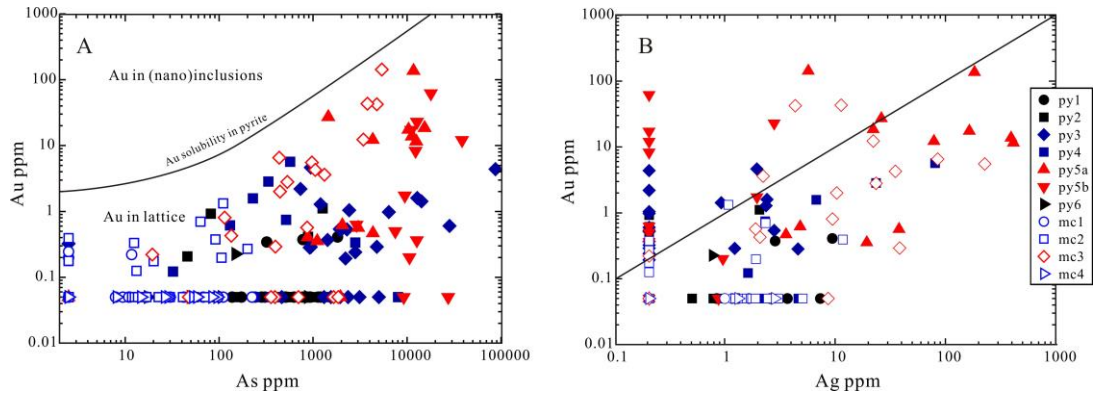 A
Au in (nano)inclusions
Au solubility in pyrite
Au in lattice
Au ppm
1000
100
10
1
0.1
0.01
10
100
1000
10000
100000
As ppm
B
Au ppm
1000
100
10
1
0.1
0.01
0.1
1
10
100
1000
Ag ppm
py1
py2
py3
py4
py5a
py5b
py6
mc1
mc2
mc3
mc4